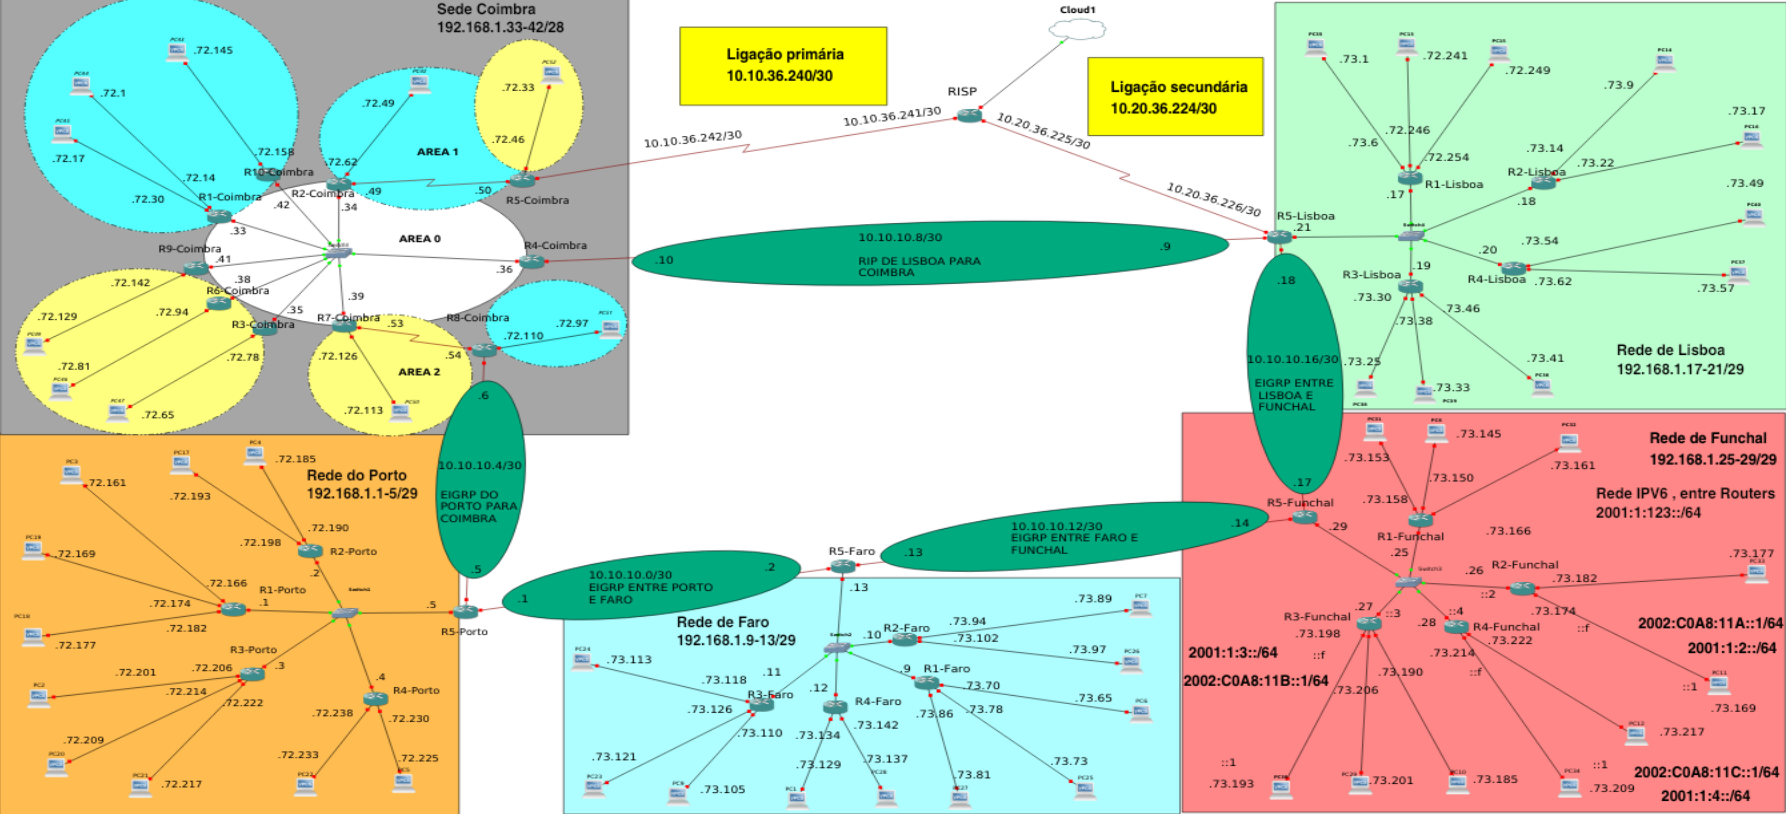 Sede Coimbra
192.168.1.33-42/28
PC42
.72.145
PC44
.72.1
PC52
.72.33
.72.49
.72.17
.72.46
AREA 1
.72.158
.72.62
.72.14
R10-Coimbra
.72.30
R1-Coimbra
R2-Coimbra
.49
.50
R5-Coimbra
.42
.34
.33
AREA 0
Switch4
R9-Coimbra
R4-Coimbra
.41
.36
.38
.72.142
R6-Coimbra
.39
.72.129
.72.94
.35
R3-Coimbra
R7-Coimbra
.53
R8-Coimbra
.72.97
.72.110
.54
.72.81
.72.78
.72.126
AREA 2
.72.65
.72.113
Ligação primária
10.10.36.240/30
Cloud1
Ligação secundária
10.20.36.224/30
RISP
10.10.36.241/30
10.10.36.242/30
10.20.36.225/30
10.20.36.226/30
10.10.10.8/30
.9
.10
RIP DE LISBOA PARA
COIMBRA
R5-Lisboa
.21
.73.1
.72.241
.72.249
PC14
.73.9
.73.17
.72.246
.73.6
.72.254
.73.14
.73.22
R2-Lisboa
R1-Lisboa
.73.49
.17
.18
Switch1
.20
.73.54
.19
R3-Lisboa
R4-Lisboa
.73.62
.73.57
.73.30
.73.46
.73.38
.73.25
.73.41
.73.33
Rede de Lisboa
192.168.1.17-21/29
.18
10.10.10.16/30
EIGRP ENTRE
LISBOA E
FUNCHAL
.17
R5-Funchal
.6
10.10.10.4/30
EIGRP DO
PORTO PARA
COIMBRA
.5
Rede do Porto
192.168.1.1-5/29
PC4
PC17
.72.185
PC3
.72.161
.72.193
.72.190
.72.198
R2-Porto
PC19
.72.169
.2
.72.166
R1-Porto
.72.174
.1
.5
R5-Porto
PC18
.72.182
.72.177
R3-Porto
.72.206
.3
.72.201
PC2
.72.214
.4
R4-Porto
.72.222
.72.238
.72.230
.72.209
PC20
.72.233
.72.225
PC21
.72.217
10.10.10.0/30
.2
EIGRP ENTRE PORTO
E FARO
.1
R5-Faro
10.10.10.12/30
.14
EIGRP ENTRE FARO E
FUNCHAL
.13
.13
Rede de Faro
192.168.1.9-13/29
PC7
.73.89
.73.94
R2-Faro
.10
.73.102
PC24
.73.113
.73.97
PC26
.11
.9
R1-Faro
.73.118
.73.70
R3-Faro
.12
.73.65
PC6
.73.126
R4-Faro
.73.78
.73.86
.73.110
.73.142
.73.134
.73.121
.73.137
.73.129
.73.73
PC23
.73.81
PC9
.73.105
PC1
PC25
Rede de Funchal
192.168.1.25-29/29
.73.145
.73.153
.73.161
.73.150
.73.158
Rede IPV6 , entre Routers
2001:1:123::/64
.29
.73.166
R1-Funchal
.25
.73.177
R2-Funchal
.26
.73.182
::2
.27
::3
::4
.73.174
R3-Funchal
.28
R4-Funchal
::f
2002:C0A8:11A::1/64
.73.198
.73.222
2001:1:2::/64
2001:1:3::/64
::f
.73.214
::f
2002:C0A8:11B::1/64
.73.190
PC11
::1
.73.206
.73.169
PC12
.73.217
::1
::1
2002:C0A8:11C::1/64
.73.193
.73.201
.73.185
.73.209
2001:1:4::/64